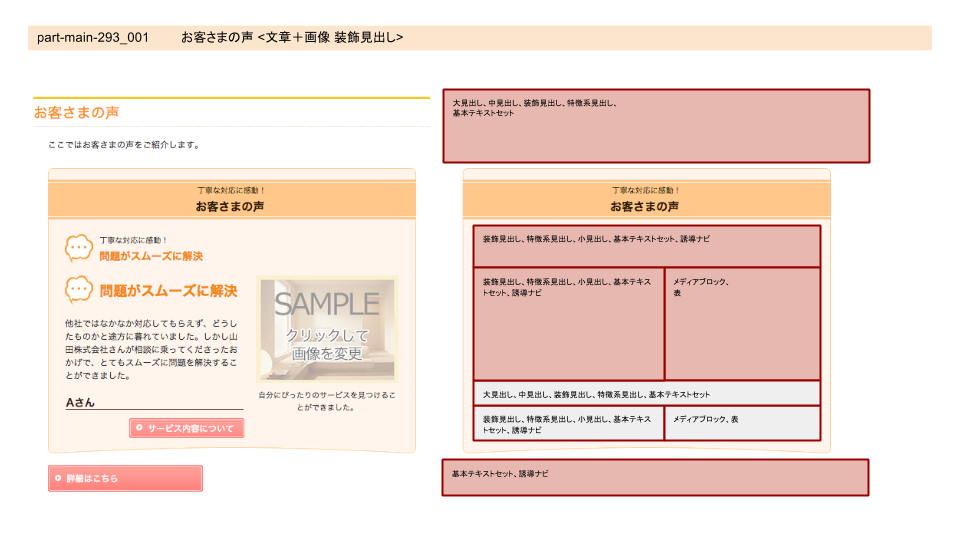 part-main-293_001 お客さまの声 <文章＋画像 装飾見出し>
お客さまの声
ここではお客さまの声をご紹介します。
丁寧な対応に感動！
お客さまの声
丁寧な対応に感動！
問題がスムーズに解決
問題がスムーズに解決
他社ではなかなか対応してもらえず、どうし
たものかと途方に暮れていました。しかし山
田株式会社さんが相談に乗ってくださったお
かげで、とてもスムーズに問題を解決するこ
とができました。
Aさん
サービス内容について
SAMPLE
クリックして
画像を変更
自分にぴったりのサービスを見つけるこ
とができました。
詳細はこちら
大見出し、中見出し、装飾見出し、特徴系見出し、
基本テキストセット
丁寧な対応に感動！
お客さまの声
装飾見出し、特徴系見出し、小見出し、基本テキストセット、誘導ナビ
装飾見出し、特徴系見出し、小見出し、基本テキス
トセット、誘導ナビ
メディアブロック、
表
大見出し、中見出し、装飾見出し、特徴系見出し、基本テキストセット
装飾見出し、特徴系見出し、小見出し、基本テキス
トセット、誘導ナビ
メディアブロック、表
基本テキストセット、誘導ナビ